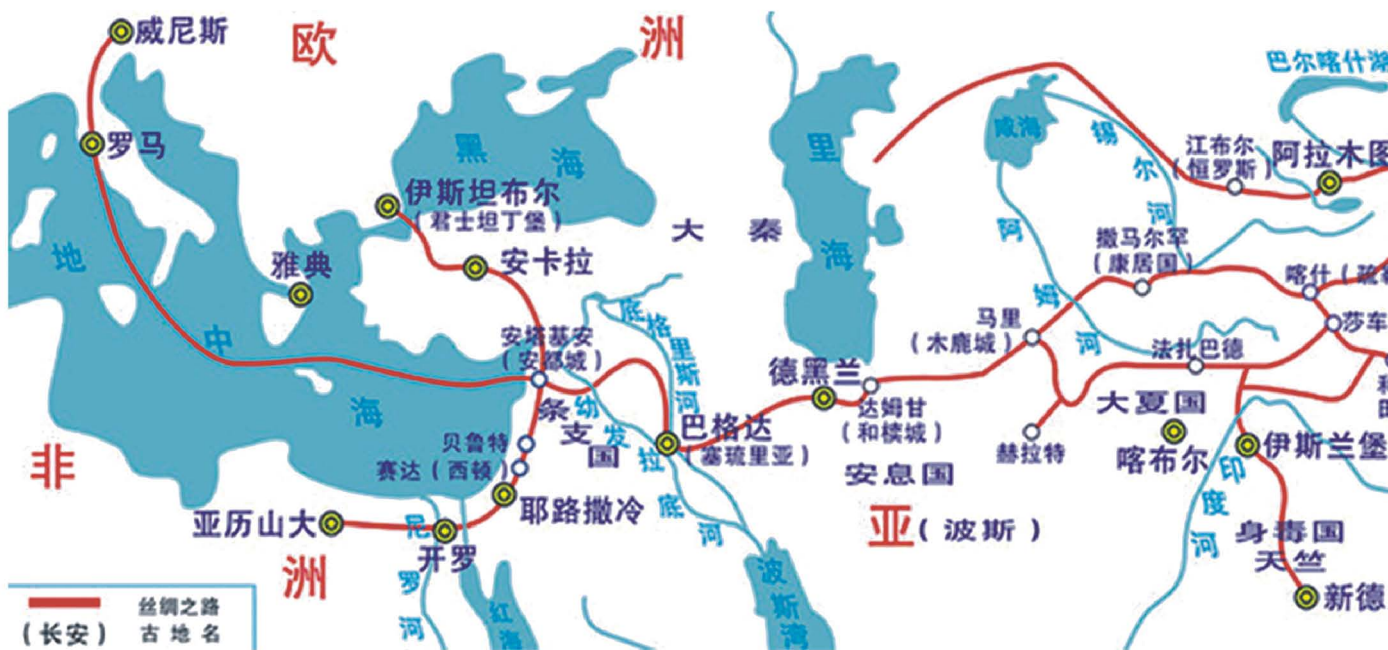 威尼斯
欧洲
巴尔喀什湖
罗马
黑海
里海
咸海
锡尔河
江布尔
(恒罗斯)
阿拉木图
伊斯坦布尔
(君士坦丁堡)
大秦
阿姆河
撒马尔罕
(康居国)
地中海
雅典
安卡拉
喀什(疏勒
底格里斯河
安塔基安
(安都城)
马里
(木鹿城)
莎车
法扎巴德
德黑兰
达姆甘
(和椟城)
大夏国
条支国
幼发拉底河
贝鲁特
赛达(西顿)
巴格达
(塞琉里亚)
赫拉特
喀布尔
伊斯兰堡
非洲
安息国
印度河
耶路撒冷
亚历山大
尼罗河
开罗
亚(波斯)
身毒国
天竺
波斯湾
红海
新德
丝绸之路
(长安) 古地名